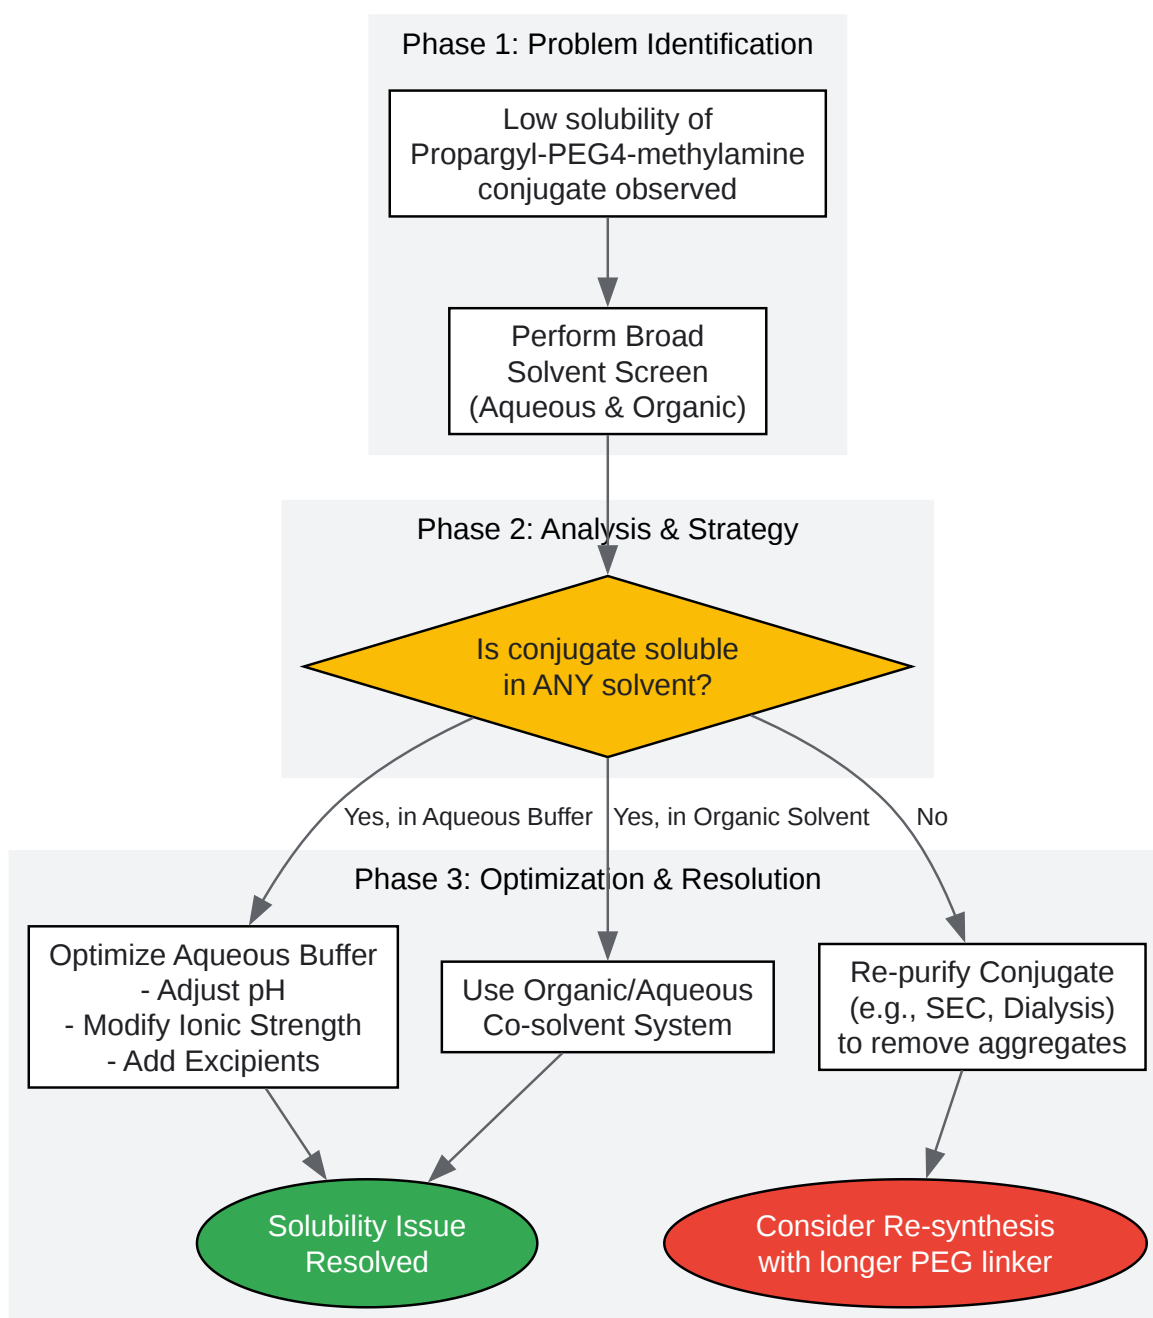 Phase 1: Problem Identification
Low solubility of
Propargyl-PEG4-methylamine
conjugate observed
Perform Broad
Solvent Screen
(Aqueous & Organic)
Phase 2: Analysis & Strategy
Is conjugate soluble
in ANY solvent?
Yes, in Aqueous Buffer
Yes, in Organic Solvent
No
Phase 3: Optimization & Resolution
Optimize Aqueous Buffer
- Adjust pH
- Modify Ionic Strength
- Add Excipients
Use Organic/Aqueous
Co-solvent System
Re-purify Conjugate
(e.g., SEC, Dialysis)
to remove aggregates
Solubility Issue
Resolved
Consider Re-synthesis
with longer PEG linker